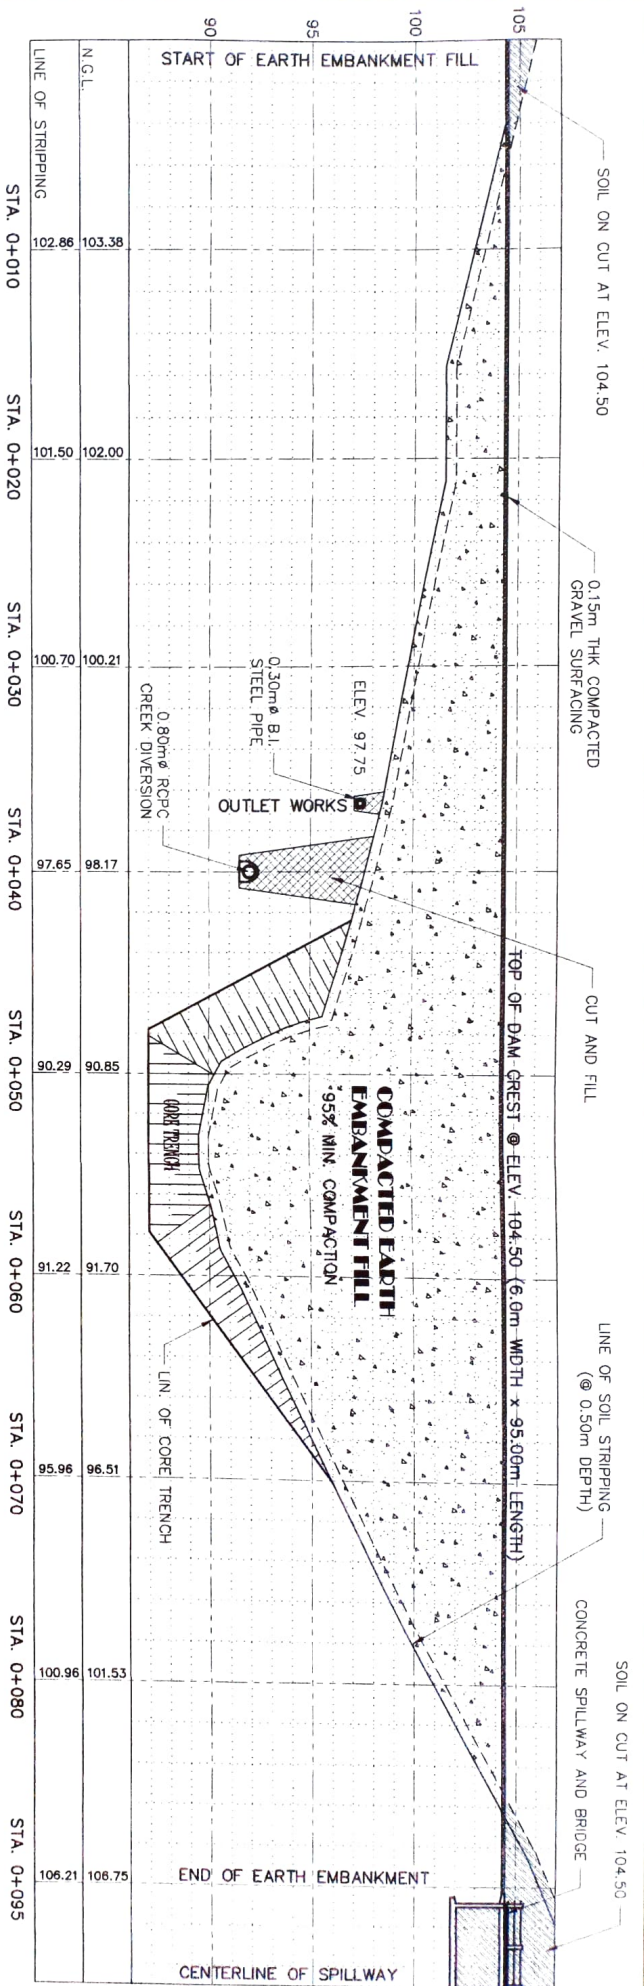 SOIL ON CUT AT ELEV. 104.50
0.15m THK COMPACTED
GRAVEL SURFACING
CUT AND FILL
LINE OF SOIL STRIPPING
(@ 0.50m DEPTH)
CONCRETE SPILLWAY AND BRIDGE
SOIL ON CUT AT ELEV. 104.50
105
100
95
90
START OF EARTH EMBANKMENT FILL
TOP OF DAM CREST @ ELEV. 104.50 (6.0m WIDTH x 95.00m LENGTH)
COMPACTED EARTH
EMBANKMENT FILL
95% MIN. COMPACTION
ELEV. 97.75
OUTLET WORKS
0.30mø B.I.
STEEL PIPE
0.80mø RCPC
CREEK DIVERSION
CORE TRENCH
LIN. OF CORE TRENCH
END OF EARTH EMBANKMENT
CENTERLINE OF SPILLWAY
N.G.L. 103.38 102.00 100.21 98.17 90.85 91.70 96.51 101.53 106.75
LINE OF STRIPPING 102.86 101.50 100.70 97.65 90.29 91.22 95.96 100.96 106.21
STA. 0+010 STA. 0+020 STA. 0+030 STA. 0+040 STA. 0+050 STA. 0+060 STA. 0+070 STA. 0+080 STA. 0+095